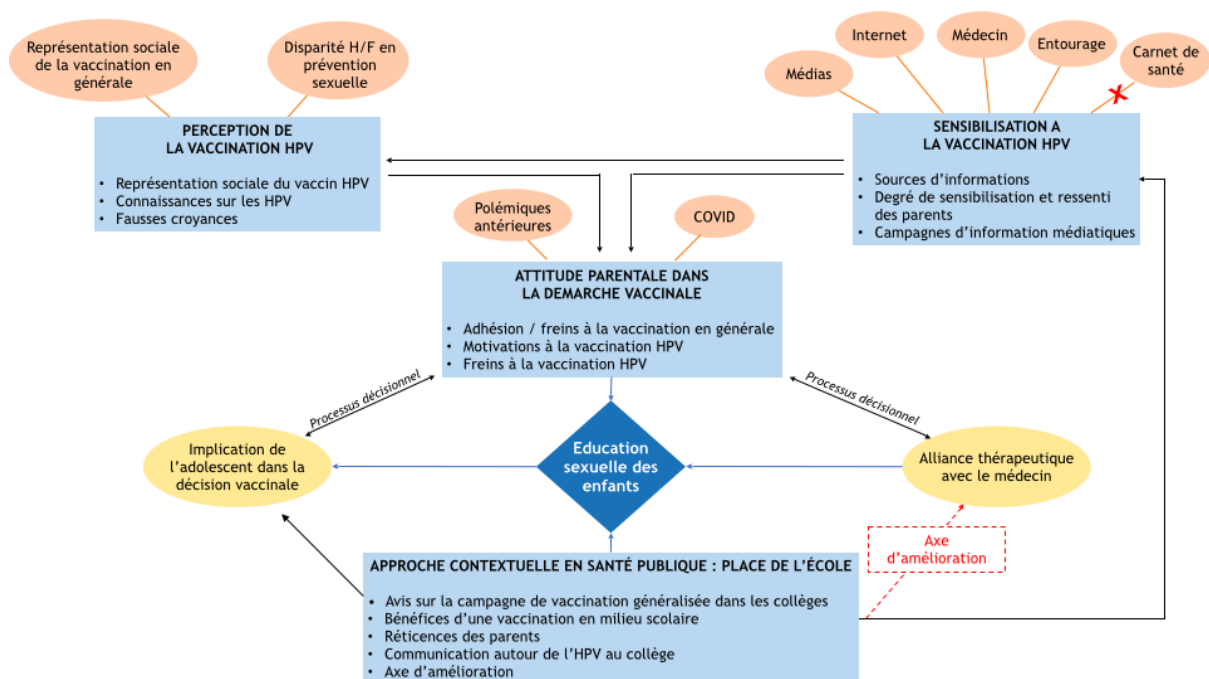 Représentation sociale
de la vaccination en
générale
Disparité H/F en
prévention
sexuelle
Médias
Internet
Médecin
Entourage
Carnet de
santé
PERCEPTION DE
LA VACCINATION HPV
• Représentation sociale du vaccin HPV
• Connaissances sur les HPV
• Fausses croyances
SENSIBILISATION A
LA VACCINATION HPV
• Sources d’informations
• Degré de sensibilisation et ressenti
des parents
• Campagnes d’information médiatiques
Polémiques
antérieures
COVID
ATTITUDE PARENTALE DANS
LA DEMARCHE VACCINALE
• Adhésion / freins à la vaccination en générale
• Motivations à la vaccination HPV
• Freins à la vaccination HPV
Processus décisionnel
Processus décisionnel
Implication de
l’adolescent dans la
décision vaccinale
Education
sexuelle des
enfants
Alliance thérapeutique
avec le médecin
Axe
d’amélioration
APPROCHE CONTEXTUELLE EN SANTÉ PUBLIQUE : PLACE DE L’ÉCOLE
• Avis sur la campagne de vaccination généralisée dans les collèges
• Bénéfices d’une vaccination en milieu scolaire
• Réticences des parents
• Communication autour de l’HPV au collège
• Axe d’amélioration